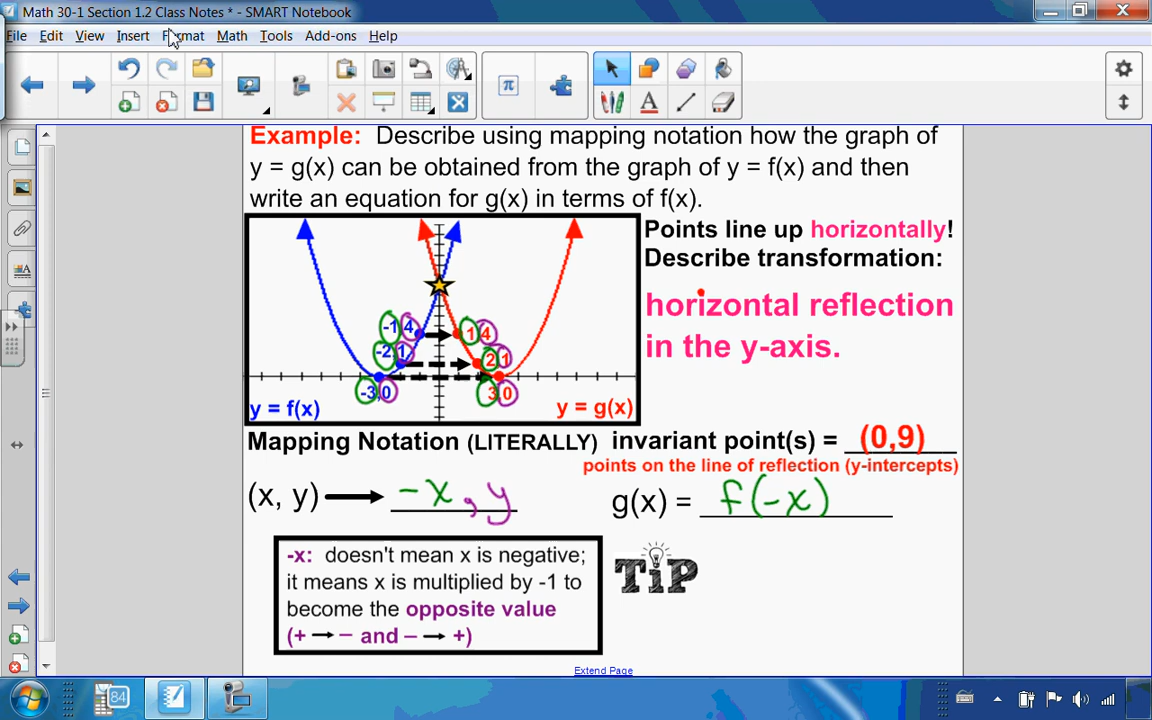 Math 30-1 Section 1.2 Class Notes * - SMART Notebook
File Edit View Insert Format Math Tools Add-ons Help
π A
Example: Describe using mapping notation how the graph of
y = g(x) can be obtained from the graph of y = f(x) and then
write an equation for g(x) in terms of f(x).
Points line up horizontally!
Describe transformation:
horizontal reflection
in the y-axis.
-1 4 1 4
-2 1 2 1
-3,0 3,0
y = f(x) y = g(x)
Mapping Notation (LITERALLY) invariant point(s) = (0,9)
points on the line of reflection (y-intercepts)
(x, y) → -x, y g(x) = f(-x)
-x: doesn't mean x is negative;
it means x is multiplied by -1 to
become the opposite value
(+ → – and – → +)
TiP
Extend Page
84